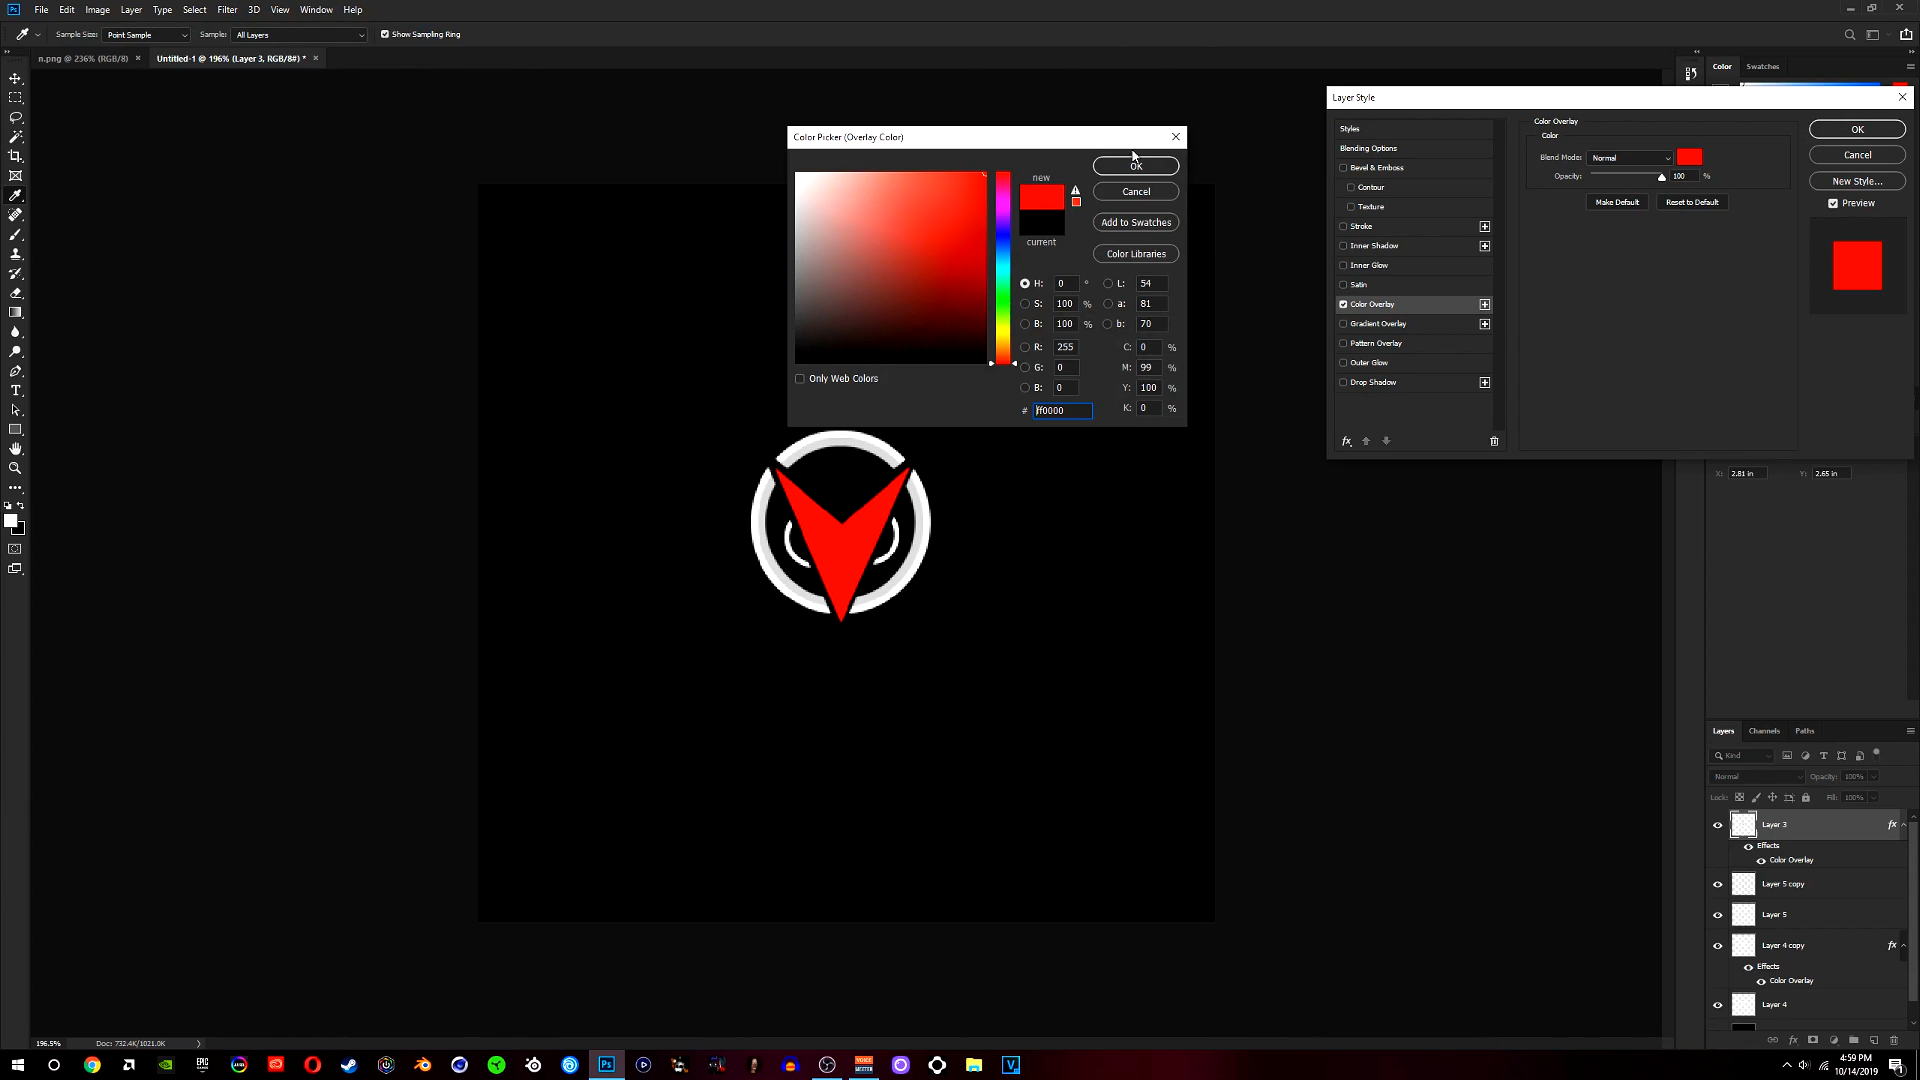 File Edit Image Layer Type Select Filter 3D View Window Help
Sample Size: Point Sample Sample: All Layers Show Sampling Ring
n.png @ 236% (RGB/8) × Untitled-1 @ 196% (Layer 3, RGB/8#) * ×
Color Swatches
Layer Style
Styles
Blending Options
Bevel & Emboss
Contour
Texture
Stroke
Inner Shadow
Inner Glow
Satin
Color Overlay
Gradient Overlay
Pattern Overlay
Outer Glow
Drop Shadow
fx
Color Overlay
Color
Blend Mode: Normal
Opacity: 100 %
Make Default Reset to Default
OK
Cancel
New Style...
Preview
Color Picker (Overlay Color)
new
current
OK
Cancel
Add to Swatches
Color Libraries
H: 0 ° L: 54
S: 100 % a: 81
B: 100 % b: 70
R: 255 C: 0 %
G: 0 M: 99 %
B: 0 Y: 100 %
# ff0000 K: 0 %
Only Web Colors
X: 2.81 in Y: 2.65 in
Layers Channels Paths
Kind
Normal Opacity: 100%
Lock: Fill: 100%
Layer 3 fx
Effects
Color Overlay
Layer 5 copy
Layer 5
Layer 4 copy fx
Effects
Color Overlay
Layer 4
196.5% Doc: 732.4K/1021.0K
Ps
4:59 PM
10/14/2019